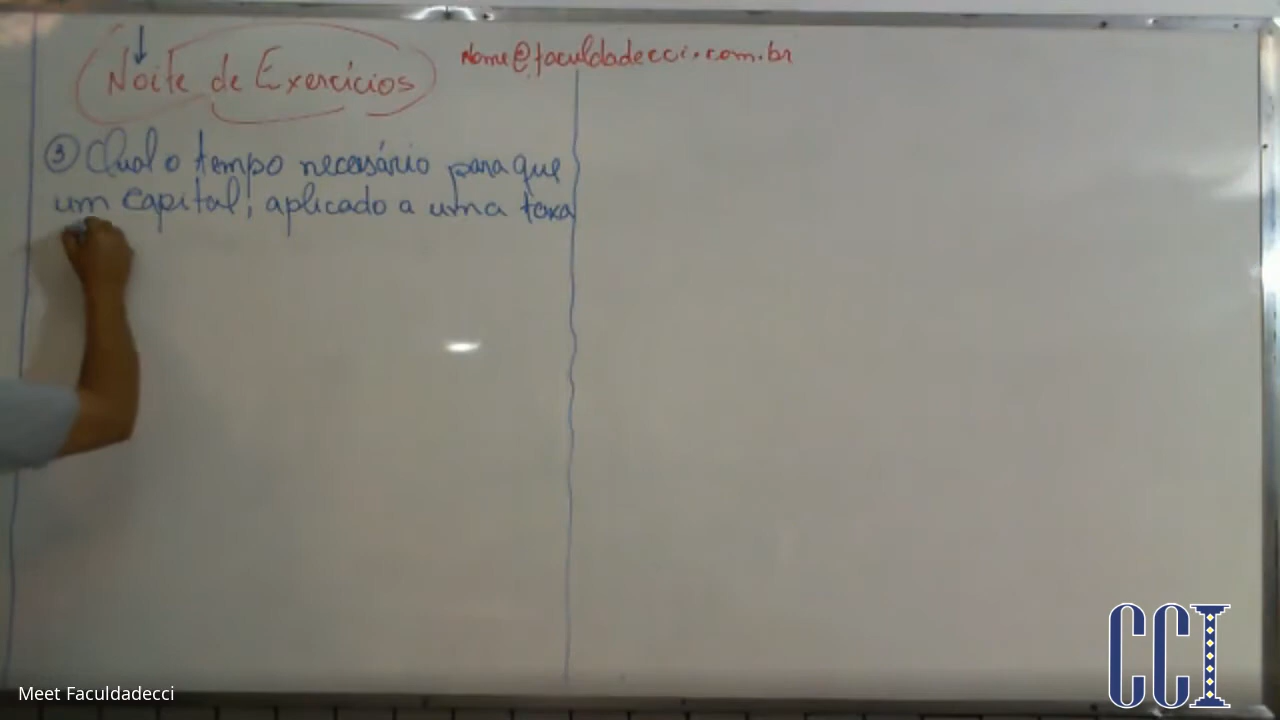 Noite de Exercícios
Nome@faculdadecci.com.br
③ Qual o tempo necessário para que
um capital, aplicado a uma taxa
CCI
Meet Faculdadecci